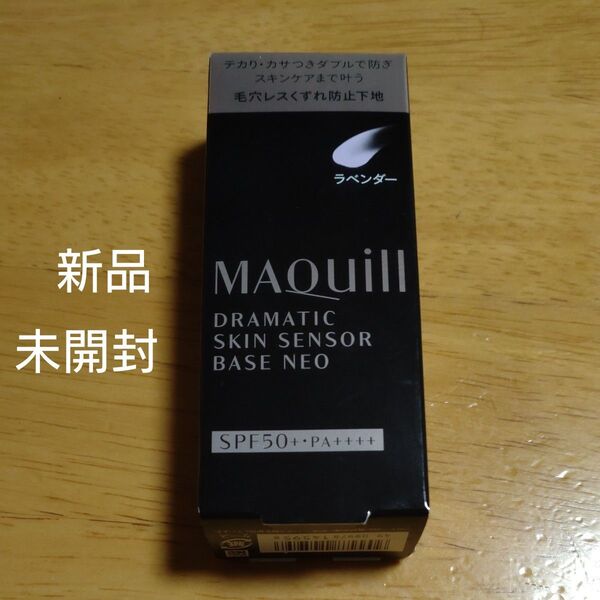 テカリ・カサつきダブルで防ぎ
スキンケアまで叶う
毛穴レスくずれ防止下地
ラベンダー
新品
未開封
MAQuill
DRAMATIC
SKIN SENSOR
BASE NEO
SPF50+・PA++++